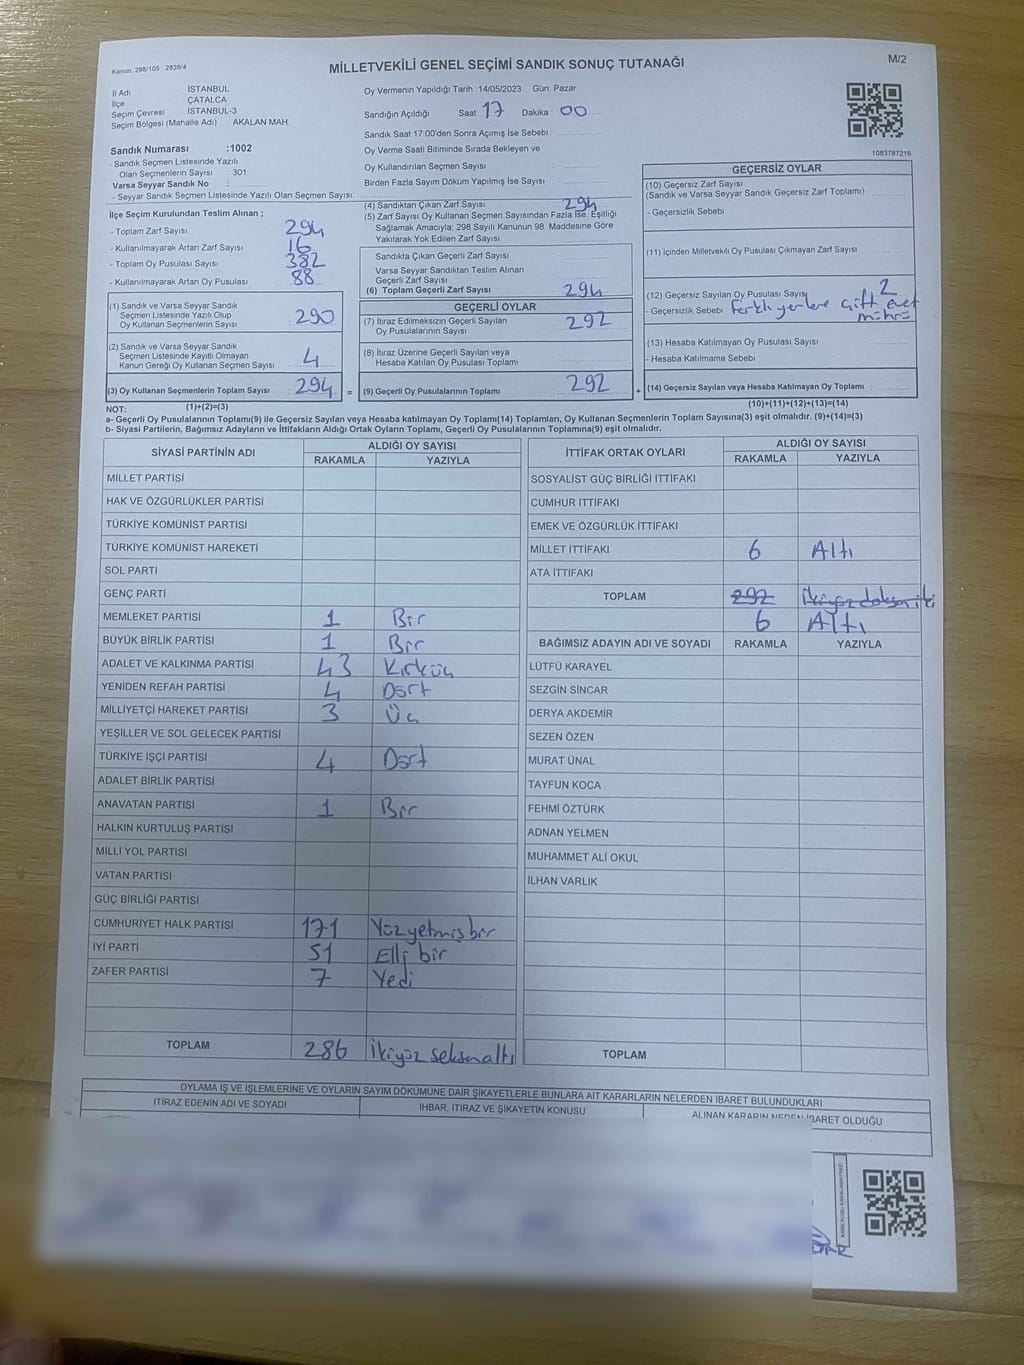 Kanun, 298/105 , 2839/4
MİLLETVEKİLİ GENEL SEÇİMİ SANDIK SONUÇ TUTANAĞI
M/2
İl Adı İSTANBUL
İlçe ÇATALCA
Seçim Çevresi İSTANBUL-3
Seçim Bölgesi (Mahalle Adı) AKALAN MAH.
Oy Vermenin Yapıldığı Tarih :14/05/2023 Gün: Pazar
Sandığın Açıldığı Saat 17 Dakika : 00
Sandık Saat 17:00'den Sonra Açımış İse Sebebi
Oy Verme Saati Bitiminde Sırada Bekleyen ve
Oy Kullandırılan Seçmen Sayısı
Birden Fazla Sayım Döküm Yapılmış İse Sayısı
1083787216
Sandık Numarası :1002
- Sandık Seçmen Listesinde Yazılı
Olan Seçmenlerin Sayısı : 301
Varsa Seyyar Sandık No :
- Seyyar Sandık Seçmen Listesinde Yazılı Olan Seçmen Sayısı:
İlçe Seçim Kurulundan Teslim Alınan ;
- Toplam Zarf Sayısı 294
- Kullanılmayarak Artan Zarf Sayısı 16
- Toplam Oy Pusulası Sayısı 382
- Kullanılmayarak Artan Oy Pusulası 88
(1) Sandık ve Varsa Seyyar Sandık
Seçmen Listesinde Yazılı Olup
Oy Kullanan Seçmenlerin Sayısı : 290
(2) Sandık ve Varsa Seyyar Sandık
Seçmen Listesinde Kayıtlı Olmayan
Kanun Gereği Oy Kullanan Seçmen Sayısı : 4
(3) Oy Kullanan Seçmenlerin Toplam Sayısı : 294
(1)+(2)=(3)
(4) Sandıktan Çıkan Zarf Sayısı 294
(5) Zarf Sayısı Oy Kullanan Seçmen Sayısından Fazla İse, Eşitliği
Sağlamak Amacıyla; 298 Sayılı Kanunun 98. Maddesine Göre
Yakılarak Yok Edilen Zarf Sayısı
Sandıkta Çıkan Geçerli Zarf Sayısı
Varsa Seyyar Sandıktan Teslim Alınan
Geçerli Zarf Sayısı
(6) Toplam Geçerli Zarf Sayısı 294
GEÇERLİ OYLAR
(7) İtiraz Edilmeksizin Geçerli Sayılan
Oy Pusulalarının Sayısı 292
(8) İtiraz Üzerine Geçerli Sayılan veya
Hesaba Katılan Oy Pusulası Toplamı
= (9) Geçerli Oy Pusulalarının Toplamı 292 +
GEÇERSİZ OYLAR
(10) Geçersiz Zarf Sayısı
(Sandık ve Varsa Seyyar Sandık Geçersiz Zarf Toplamı)
- Geçersizlik Sebebi
(11) İçinden Milletvekili Oy Pusulası Çıkmayan Zarf Sayısı
(12) Geçersiz Sayılan Oy Pusulası Sayısı 2
- Geçersizlik Sebebi Farklı yerlere çift evet
mührü
(13) Hesaba Katılmayan Oy Pusulası Sayısı
- Hesaba Katılmama Sebebi
(14) Geçersiz Sayılan veya Hesaba Katılmayan Oy Toplamı
(10)+(11)+(12)+(13)=(14)
NOT:
a- Geçerli Oy Pusulalarının Toplamı(9) ile Geçersiz Sayılan veya Hesaba katılmayan Oy Toplamı(14) Toplamları, Oy Kullanan Seçmenlerin Toplam Sayısına(3) eşit olmalıdır. (9)+(14)=(3)
b- Siyasi Partilerin, Bağımsız Adayların ve İttifakların Aldığı Ortak Oyların Toplamı, Geçerli Oy Pusulalarının Toplamına(9) eşit olmalıdır.
SİYASİ PARTİNİN ADI ALDIĞI OY SAYISI
RAKAMLA YAZIYLA
MİLLET PARTİSİ
HAK VE ÖZGÜRLÜKLER PARTİSİ
TÜRKİYE KOMÜNİST PARTİSİ
TÜRKİYE KOMÜNİST HAREKETİ
SOL PARTİ
GENÇ PARTİ
MEMLEKET PARTİSİ 1 Bir
BÜYÜK BİRLİK PARTİSİ 1 Bir
ADALET VE KALKINMA PARTİSİ 43 Kırküç
YENİDEN REFAH PARTİSİ 4 Dört
MİLLİYETÇİ HAREKET PARTİSİ 3 Üç
YEŞİLLER VE SOL GELECEK PARTİSİ
TÜRKİYE İŞÇİ PARTİSİ 4 Dört
ADALET BİRLİK PARTİSİ
ANAVATAN PARTİSİ 1 Bir
HALKIN KURTULUŞ PARTİSİ
MİLLİ YOL PARTİSİ
VATAN PARTİSİ
GÜÇ BİRLİĞİ PARTİSİ
CUMHURİYET HALK PARTİSİ 171 Yüzyetmişbir
İYİ PARTİ 51 Elli bir
ZAFER PARTİSİ 7 Yedi
TOPLAM 286 İkiyüz seksenaltı
İTTİFAK ORTAK OYLARI ALDIĞI OY SAYISI
RAKAMLA YAZIYLA
SOSYALİST GÜÇ BİRLİĞİ İTTİFAKI
CUMHUR İTTİFAKI
EMEK VE ÖZGÜRLÜK İTTİFAKI
MİLLET İTTİFAKI 6 Altı
ATA İTTİFAKI
TOPLAM 292 ikiyüz doksan iki
6 Altı
BAĞIMSIZ ADAYIN ADI VE SOYADI RAKAMLA YAZIYLA
LÜTFÜ KARAYEL
SEZGİN SİNCAR
DERYA AKDEMİR
SEZEN ÖZEN
MURAT ÜNAL
TAYFUN KOCA
FEHMİ ÖZTÜRK
ADNAN YELMEN
MUHAMMET ALİ OKUL
İLHAN VARLIK
TOPLAM
OYLAMA İŞ VE İŞLEMLERİNE VE OYLARIN SAYIM DÖKÜMÜNE DAİR ŞİKAYETLERLE BUNLARA AİT KARARLARIN NELERDEN İBARET BULUNDUKLARI
İTİRAZ EDENİN ADI VE SOYADI İHBAR, İTİRAZ VE ŞİKAYETİN KONUSU ALINAN KARARIN NEDEN İBARET OLDUĞU